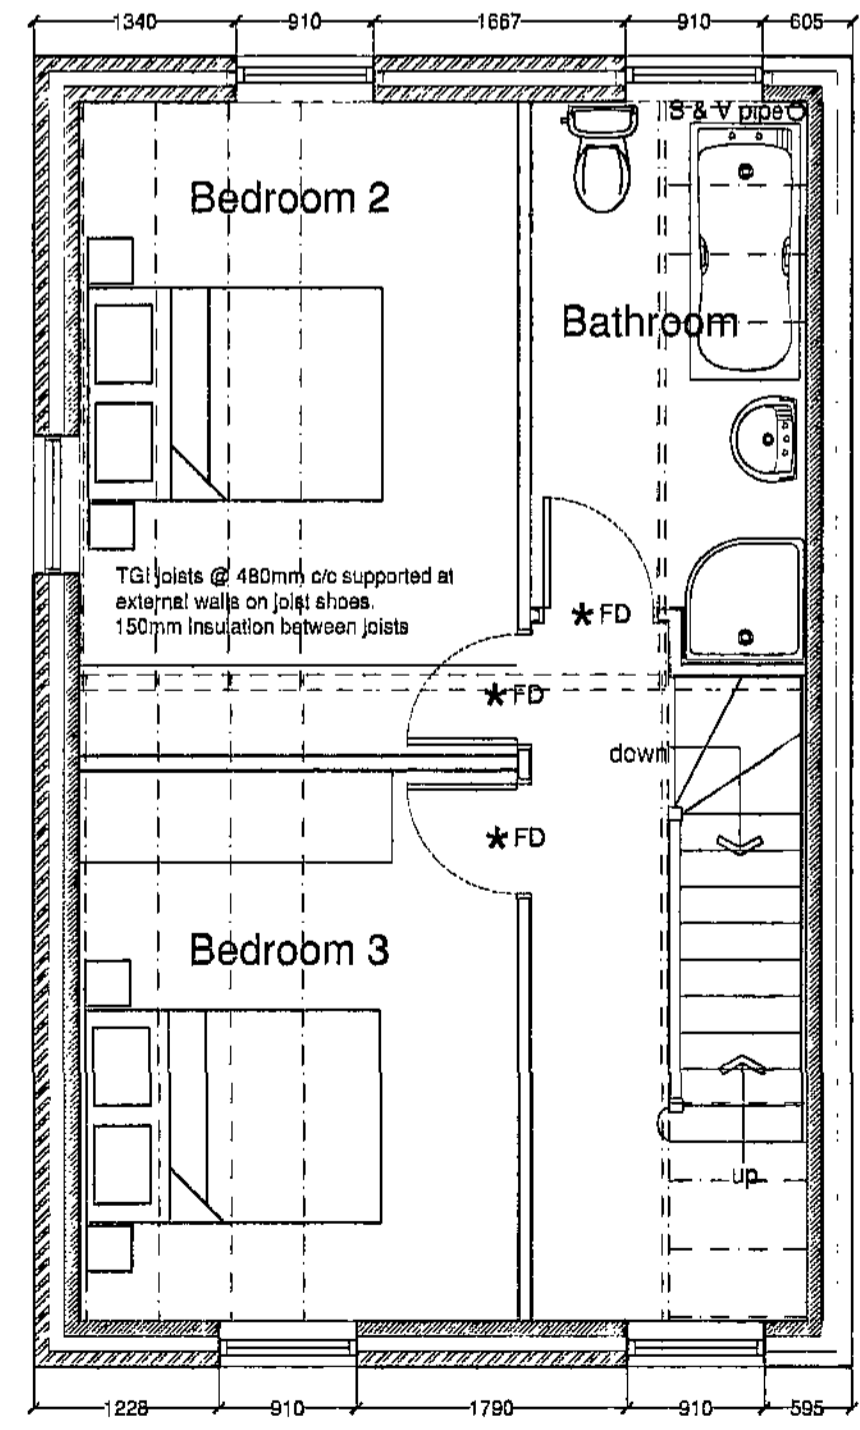 1340 910 1667 910 605
S & V pipe
Bedroom 2
Bathroom
TGI joists @ 480mm c/c supported at
external walls on joist shoes.
150mm insulation between joists
* FD
* FD
down
* FD
Bedroom 3
up
1228 910 1790 910 595